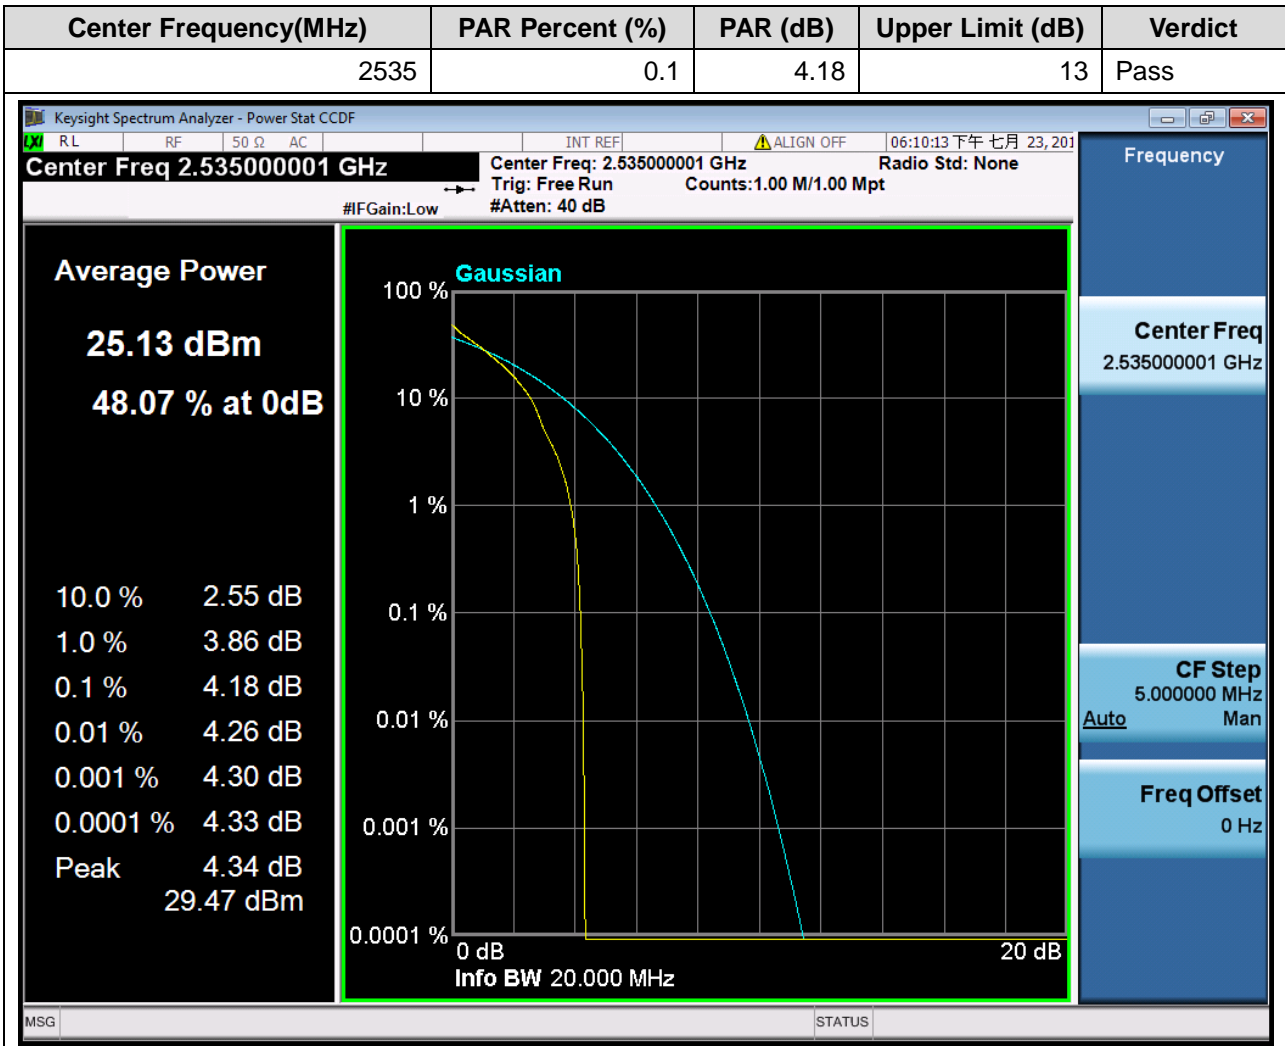 Center Frequency(MHz) PAR Percent (%) PAR (dB) Upper Limit (dB) Verdict
2535 0.1 4.18 13 Pass
Keysight Spectrum Analyzer - Power Stat CCDF
LXI RL RF 50 Ω AC INT REF ALIGN OFF 06:10:13 下午 七月 23, 201
Center Freq 2.535000001 GHz
Center Freq: 2.535000001 GHz Radio Std: None
Trig: Free Run Counts:1.00 M/1.00 Mpt
#IFGain:Low #Atten: 40 dB
Frequency
Average Power
25.13 dBm
48.07 % at 0dB
10.0 % 2.55 dB
1.0 % 3.86 dB
0.1 % 4.18 dB
0.01 % 4.26 dB
0.001 % 4.30 dB
0.0001 % 4.33 dB
Peak 4.34 dB
29.47 dBm
Gaussian
100 %
10 %
1 %
0.1 %
0.01 %
0.001 %
0.0001 %
0 dB 20 dB
Info BW 20.000 MHz
Center Freq
2.535000001 GHz
CF Step
5.000000 MHz
Auto Man
Freq Offset
0 Hz
MSG STATUS